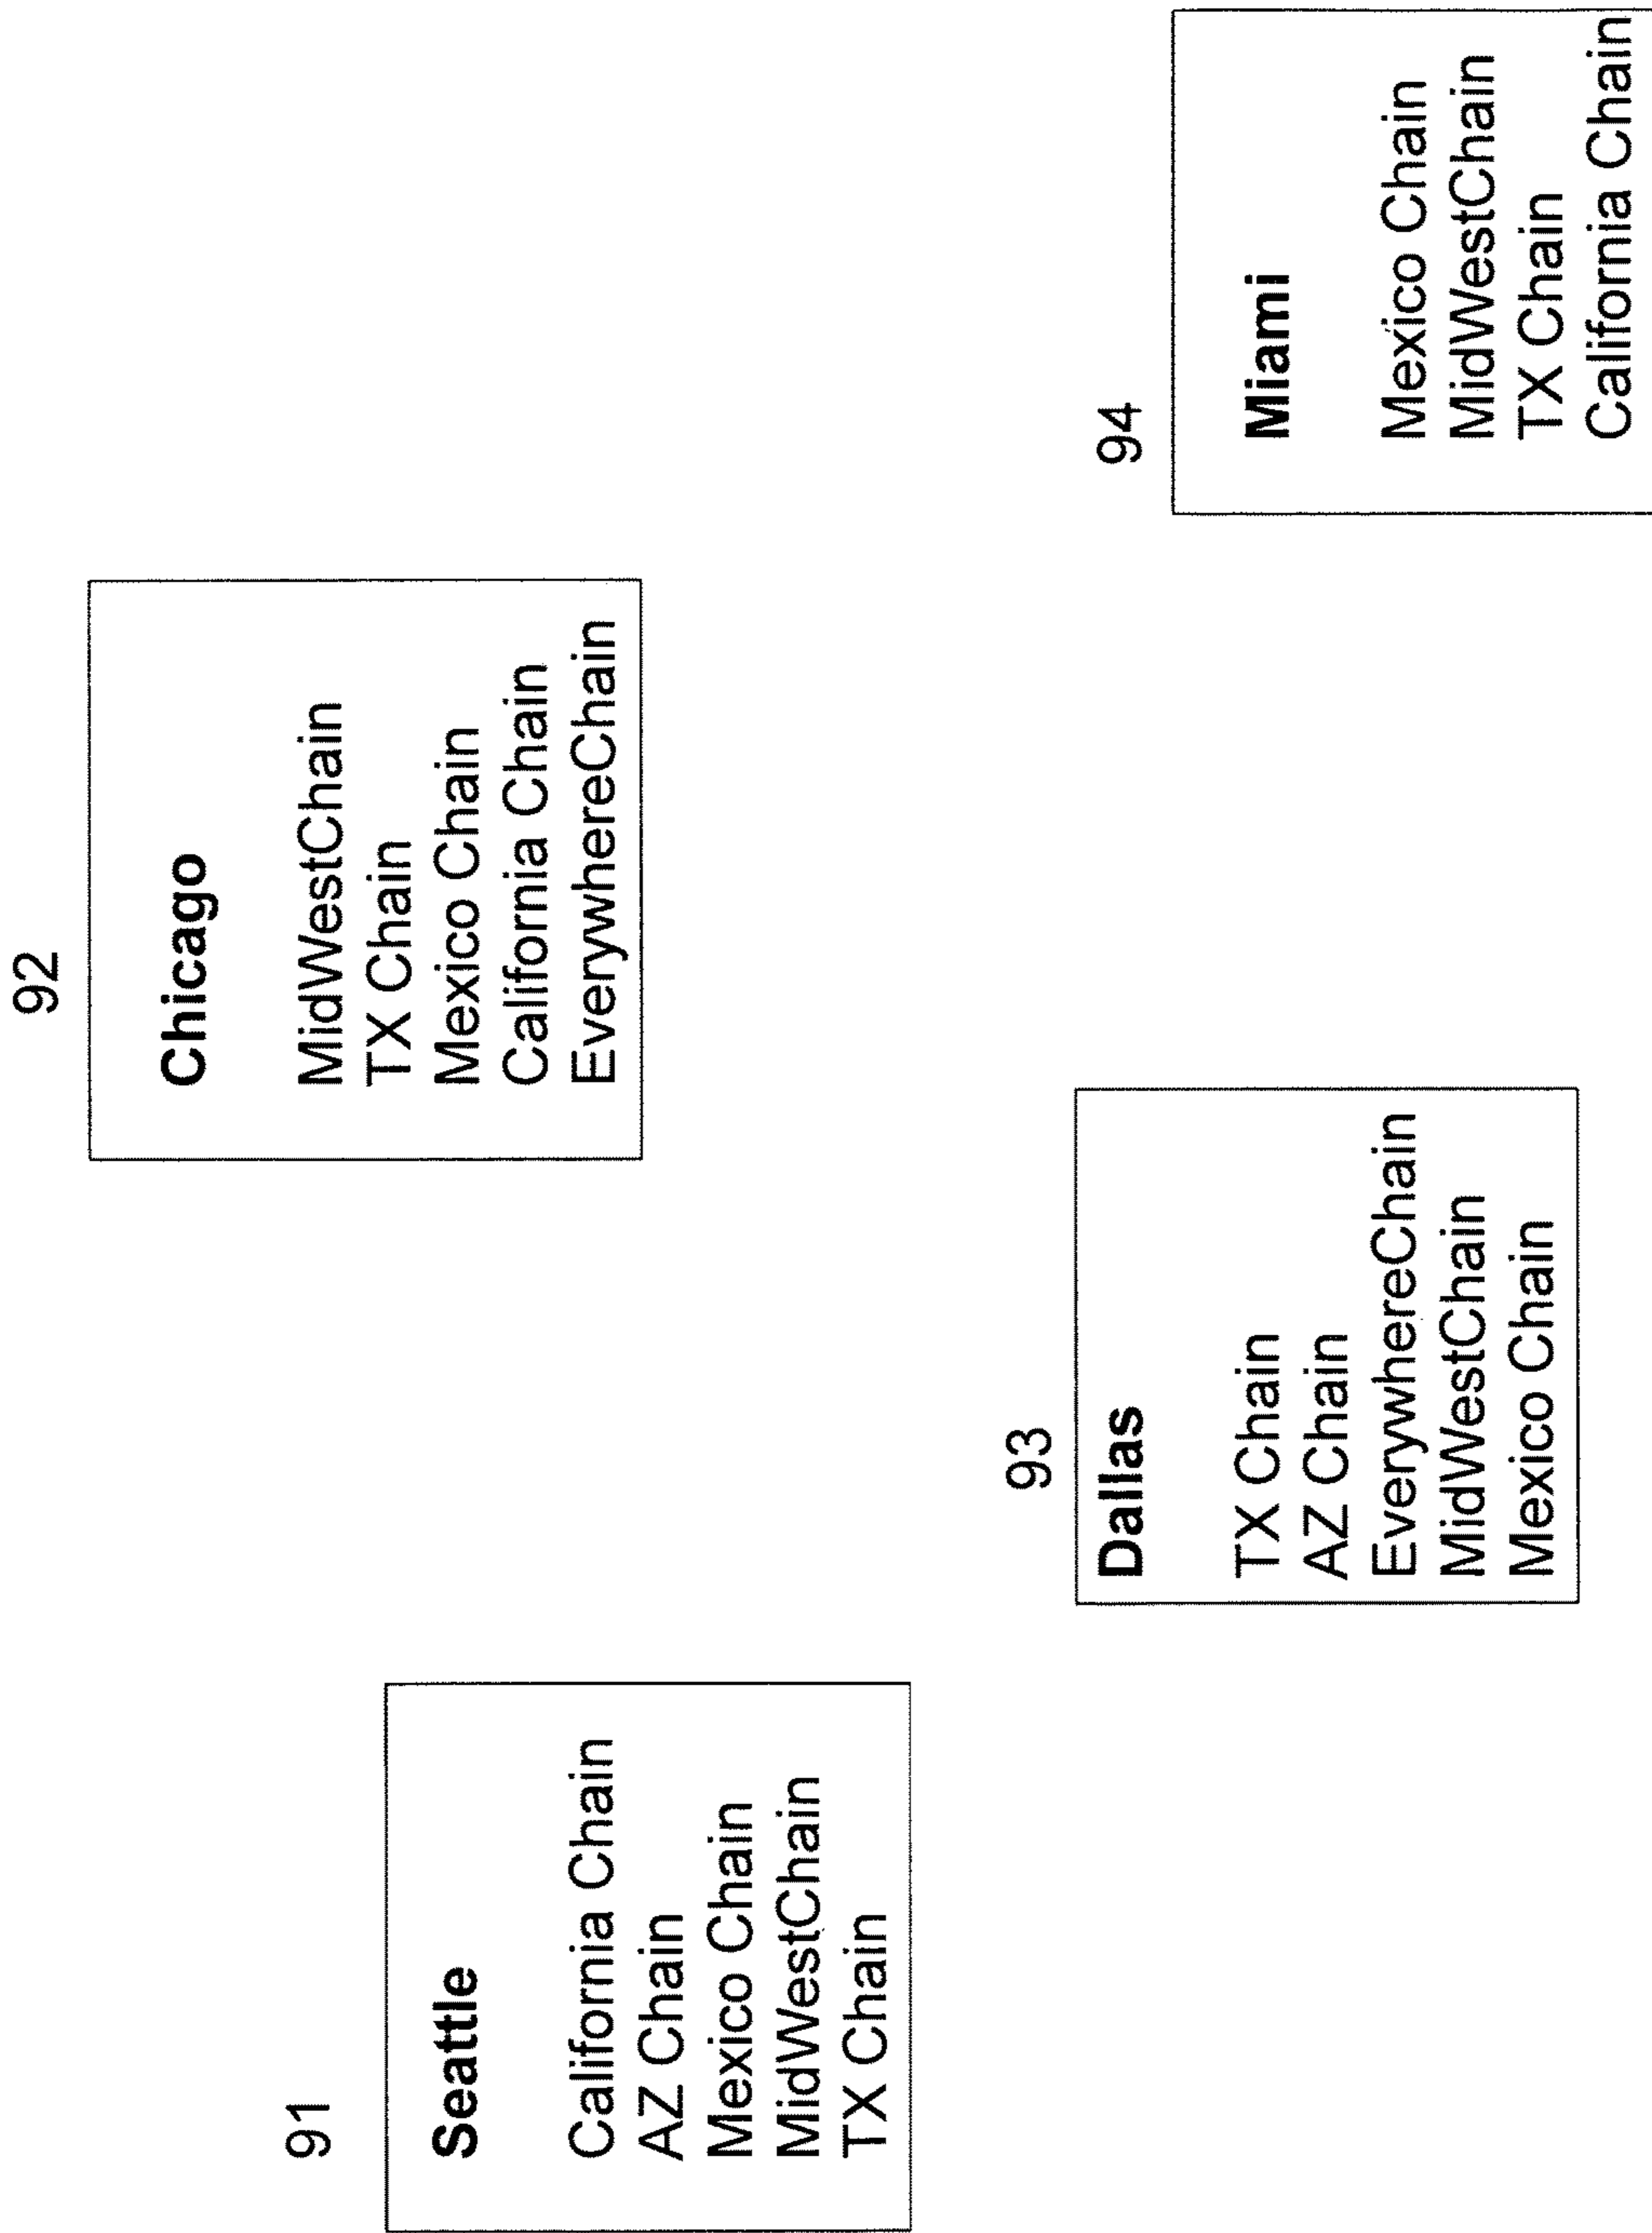 91
Seattle
California Chain
AZ Chain
Mexico Chain
MidWestChain
TX Chain
92
Chicago
MidWestChain
TX Chain
Mexico Chain
California Chain
EverywhereChain
93
Dallas
TX Chain
AZ Chain
EverywhereChain
MidWestChain
Mexico Chain
94
Miami
Mexico Chain
MidWestChain
TX Chain
California Chain